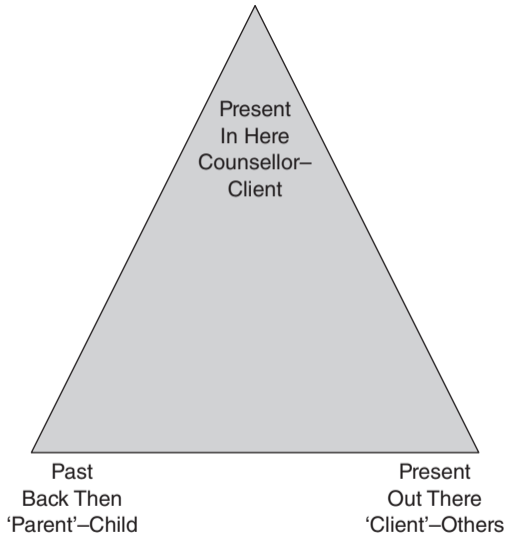 Present
In Here
Counsellor–
Client
Past
Back Then
‘Parent’–Child
Present
Out There
‘Client’–Others